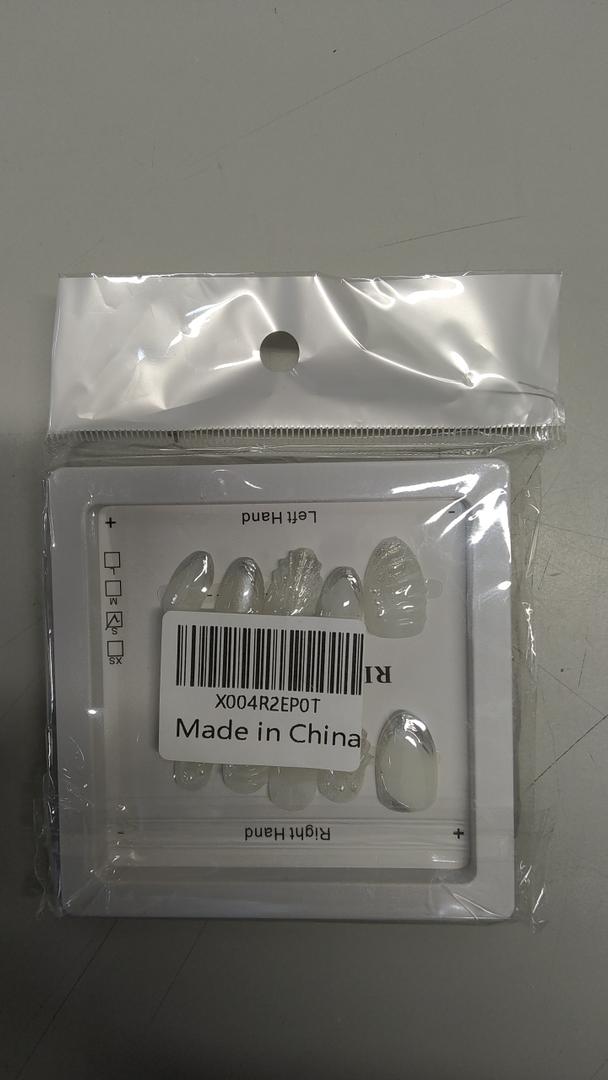 Left Hand
L
M
S
XS
X004R2EP0T
Made in China
Right Hand